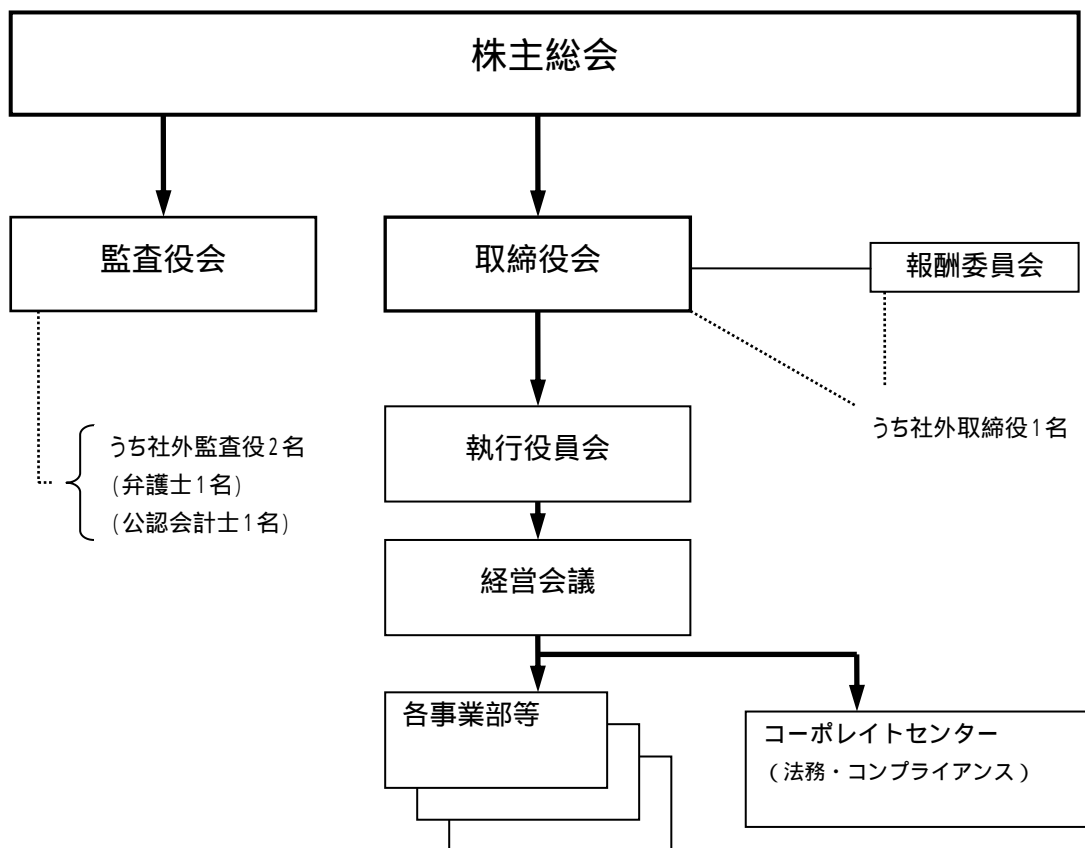 株主総会
監査役会
取締役会
報酬委員会
うち社外監査役2名
(弁護士1名)
(公認会計士1名)
執行役員会
うち社外取締役1名
経営会議
各事業部等
コーポレイトセンター
(法務・コンプライアンス)